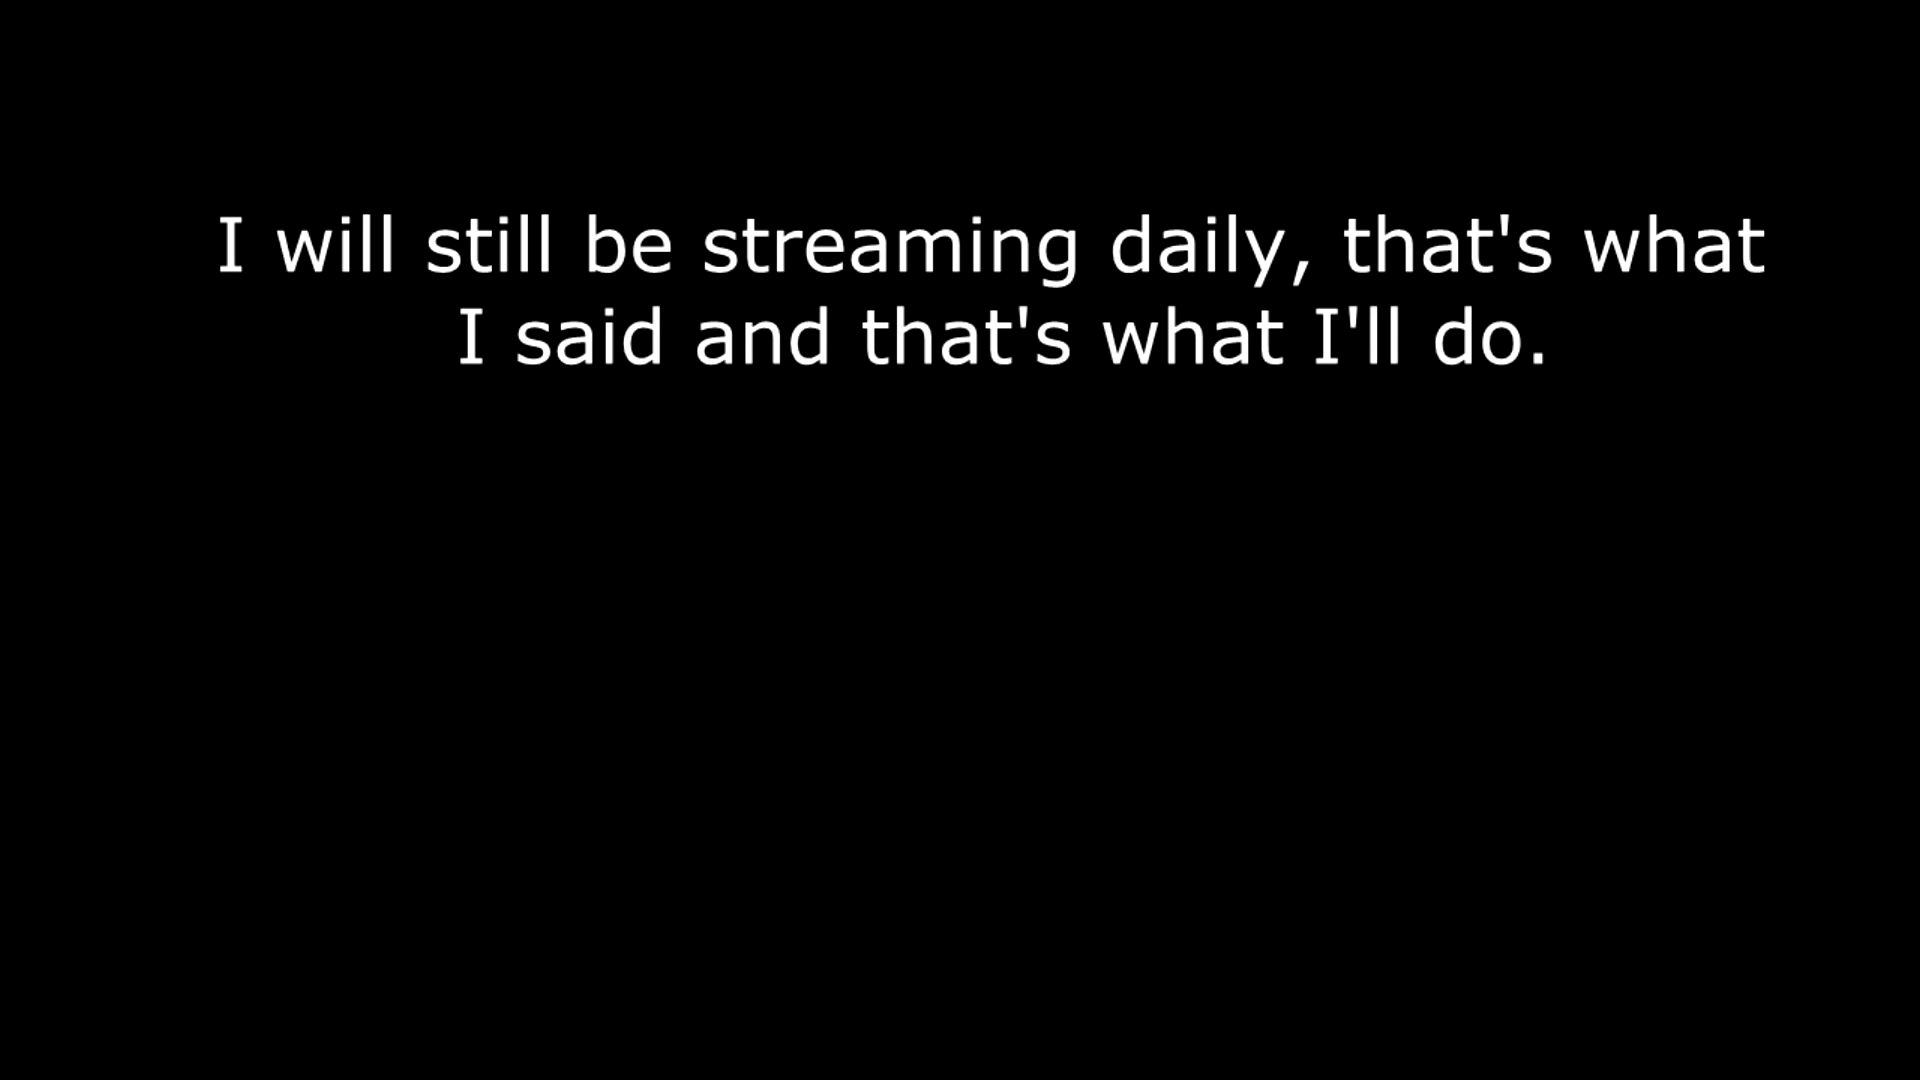 I will still be streaming daily, that's what
I said and that's what I'll do.